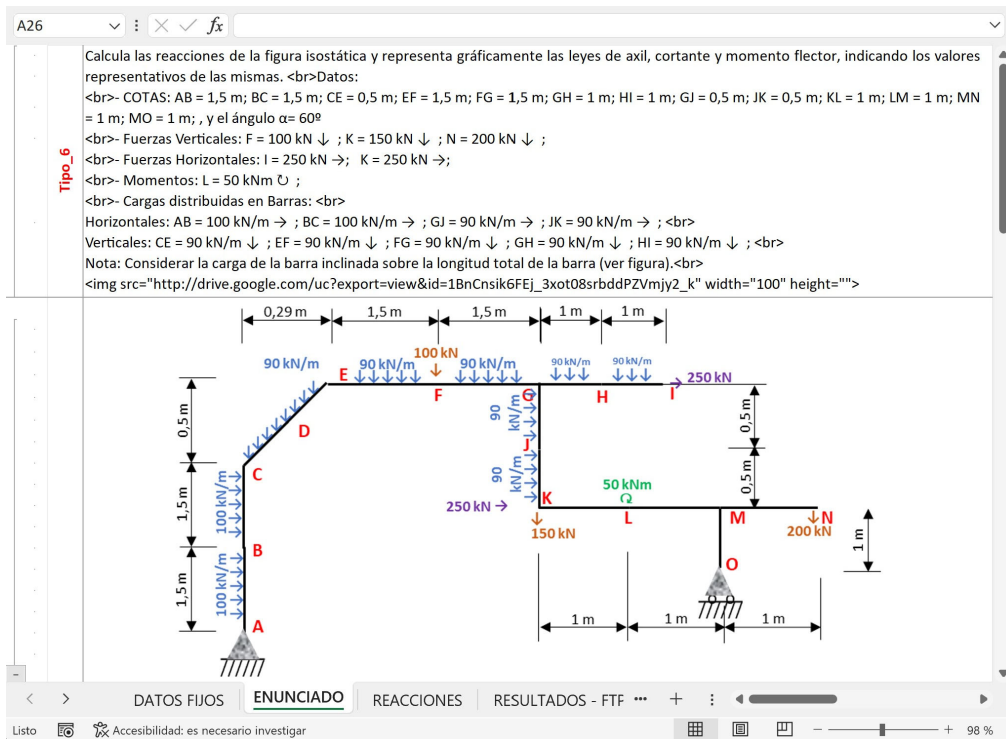 A26
fx
Calcula las reacciones de la figura isostática y representa gráficamente las leyes de axil, cortante y momento flector, indicando los valores
representativos de las mismas. <br>Datos:
<br>- COTAS: AB = 1,5 m; BC = 1,5 m; CE = 0,5 m; EF = 1,5 m; FG = 1,5 m; GH = 1 m; HI = 1 m; GJ = 0,5 m; JK = 0,5 m; KL = 1 m; LM = 1 m; MN
= 1 m; MO = 1 m; , y el ángulo α= 60º
<br>- Fuerzas Verticales: F = 100 kN ↓ ; K = 150 kN ↓ ; N = 200 kN ↓ ;
<br>- Fuerzas Horizontales: I = 250 kN →; K = 250 kN →;
<br>- Momentos: L = 50 kNm ↻ ;
<br>- Cargas distribuidas en Barras: <br>
Horizontales: AB = 100 kN/m → ; BC = 100 kN/m → ; GJ = 90 kN/m → ; JK = 90 kN/m → ; <br>
Verticales: CE = 90 kN/m ↓ ; EF = 90 kN/m ↓ ; FG = 90 kN/m ↓ ; GH = 90 kN/m ↓ ; HI = 90 kN/m ↓ ; <br>
Nota: Considerar la carga de la barra inclinada sobre la longitud total de la barra (ver figura).<br>
<img src="http://drive.google.com/uc?export=view&id=1BnCnsik6FEj_3xot08srbddPZVmjy2_k" width="100" height="">
Tipo_6
0,29 m
1,5 m
1,5 m
1 m
1 m
100 kN
90 kN/m
E
90 kN/m
90 kN/m
90 kN/m
90 kN/m
250 kN
F
G
H
I
0,5 m
D
90 kN/m
0,5 m
J
C
90 kN/m
0,5 m
1,5 m
100 kN/m
250 kN →
K
50 kNm
150 kN
L
M
N
200 kN
B
1 m
1,5 m
100 kN/m
O
A
1 m
1 m
1 m
DATOS FIJOS
ENUNCIADO
REACCIONES
RESULTADOS - FTF
Listo
Accesibilidad: es necesario investigar
98 %